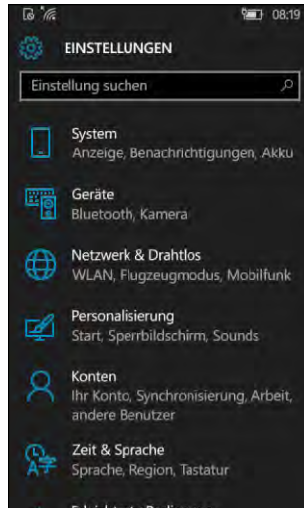 08:19
EINSTELLUNGEN
Einstellung suchen
System
Anzeige, Benachrichtigungen, Akku
Geräte
Bluetooth, Kamera
Netzwerk & Drahtlos
WLAN, Flugzeugmodus, Mobilfunk
Personalisierung
Start, Sperrbildschirm, Sounds
Konten
Ihr Konto, Synchronisierung, Arbeit,
andere Benutzer
Zeit & Sprache
Sprache, Region, Tastatur